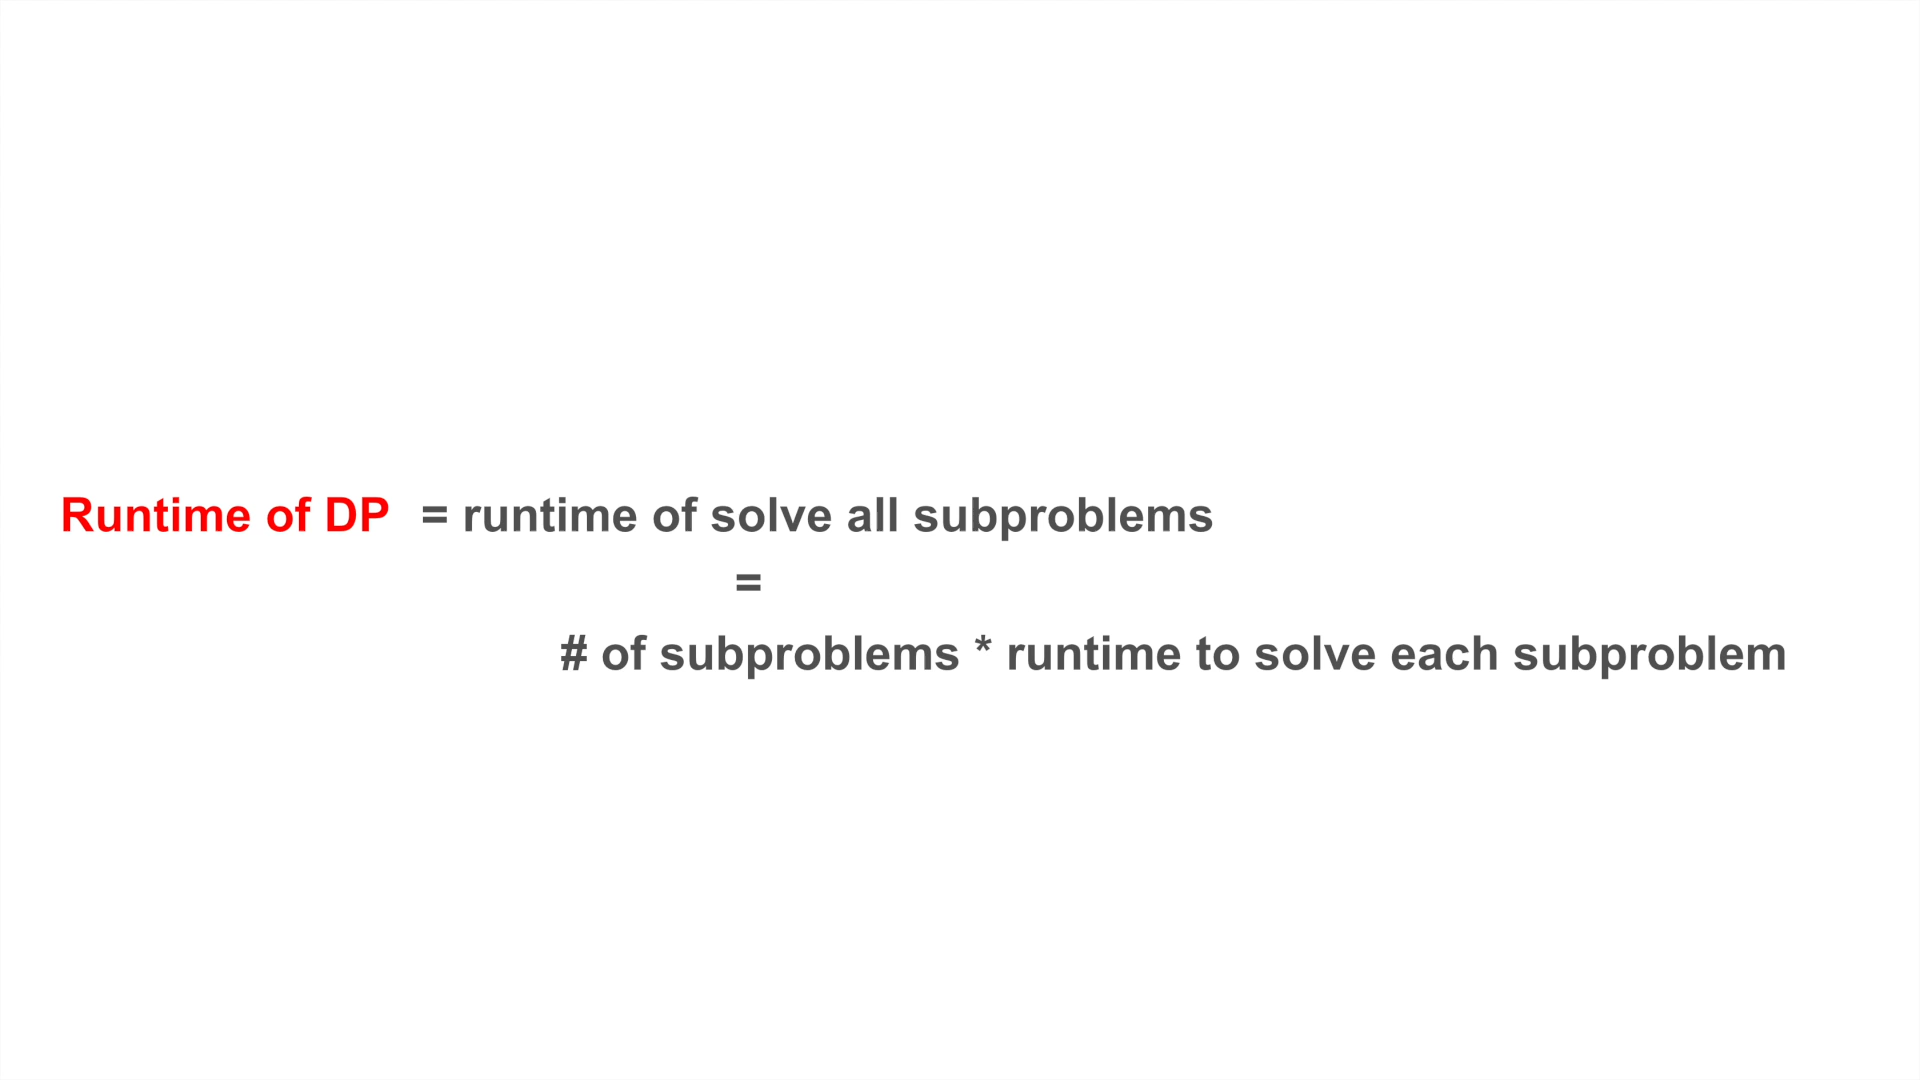 Runtime of DP = runtime of solve all subproblems
=
# of subproblems * runtime to solve each subproblem